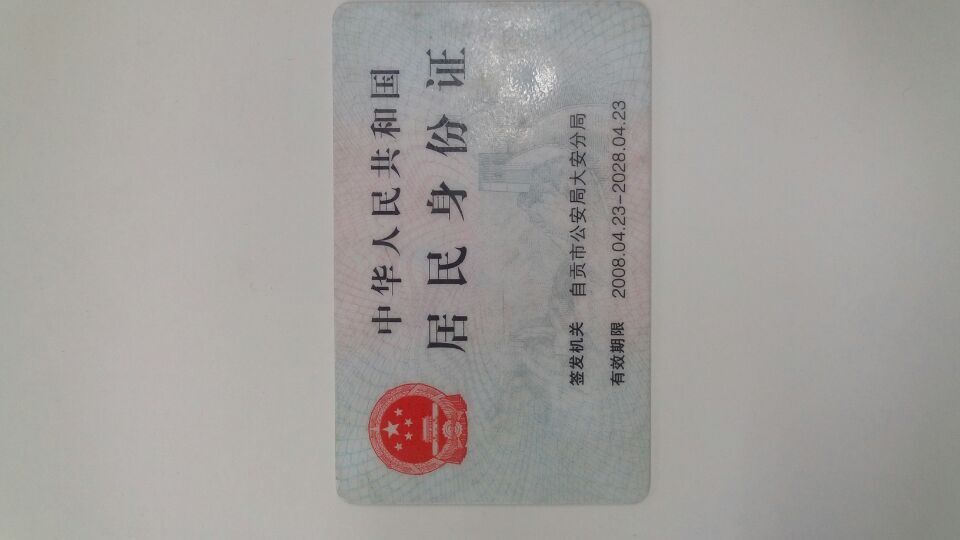 中华人民共和国
居民身份证
签发机关 自贡市公安局大安分局
有效期限 2008.04.23-2028.04.23